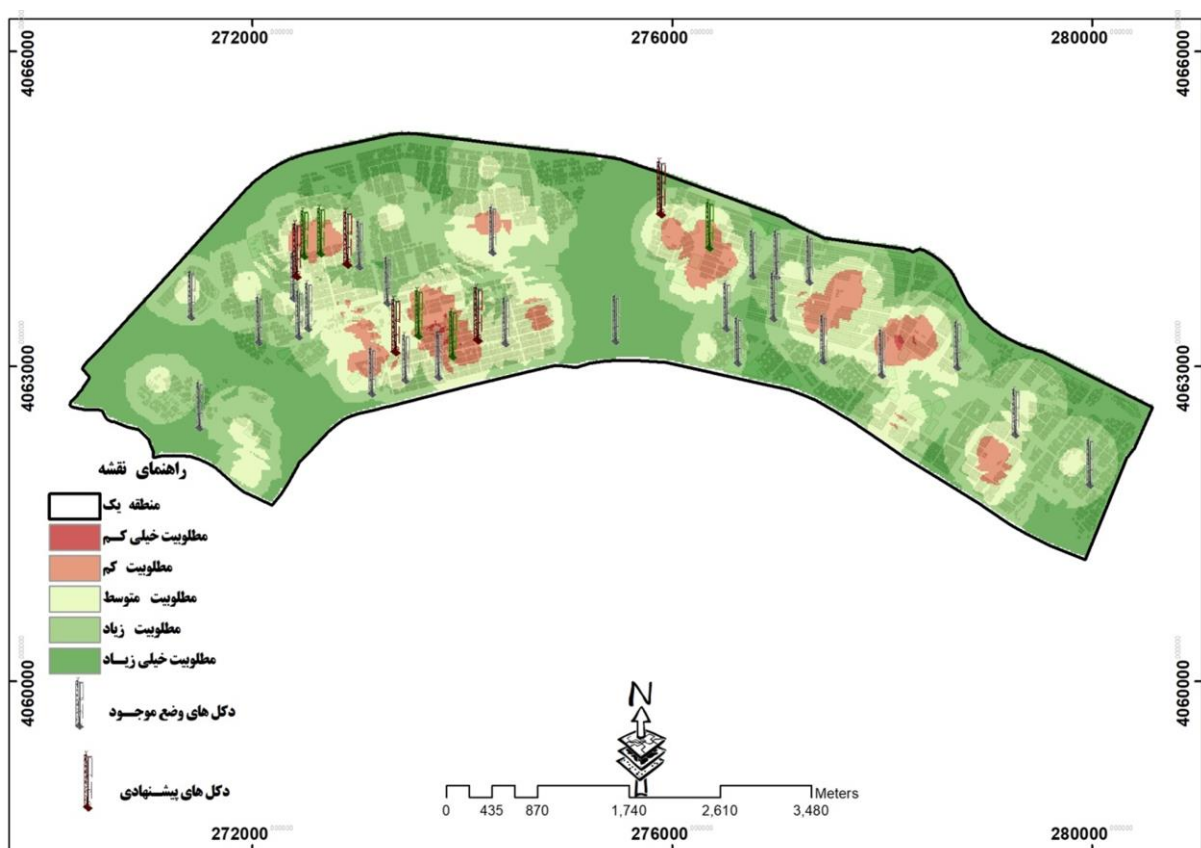 272000 276000 280000
4066000 4066000
4063000 4063000
4060000 4060000
راهنمای نقشه
منطقه یک
مطلوبیت خیلی کم
مطلوبیت کم
مطلوبیت متوسط
مطلوبیت زیاد
مطلوبیت خیلی زیاد
دکل های وضع موجود
دکل های پیشنهادی
N
Meters
0 435 870 1,740 2,610 3,480
272000 276000 280000